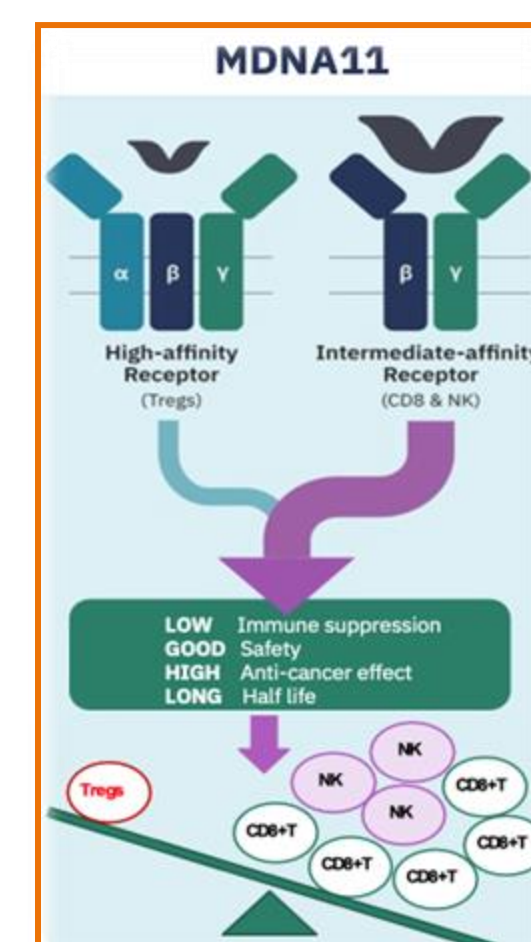 MDNA11
α β γ
β γ
High-affinity
Receptor
(Tregs)
Intermediate-affinity
Receptor
(CD8 & NK)
LOW Immune suppression
GOOD Safety
HIGH Anti-cancer effect
LONG Half life
Tregs
NK
NK
CD8+T
NK
CD8+T
CD8+T
CD8+T
CD8+T